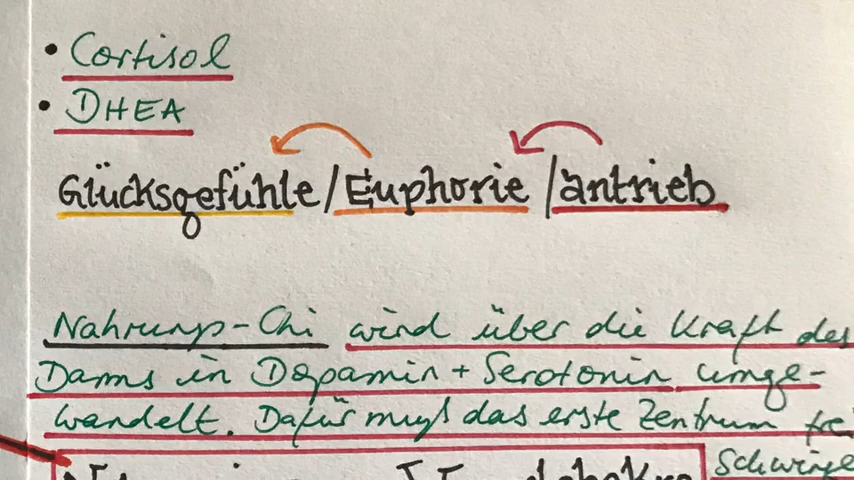 • Cortisol
• DHEA
Glücksgefühle/Euphorie/antrieb
Nahrungs-Chi wird über die Kraft des
Darms in Dopamin + Serotonin umge-
wandelt. Dafür muß das erste Zentrum